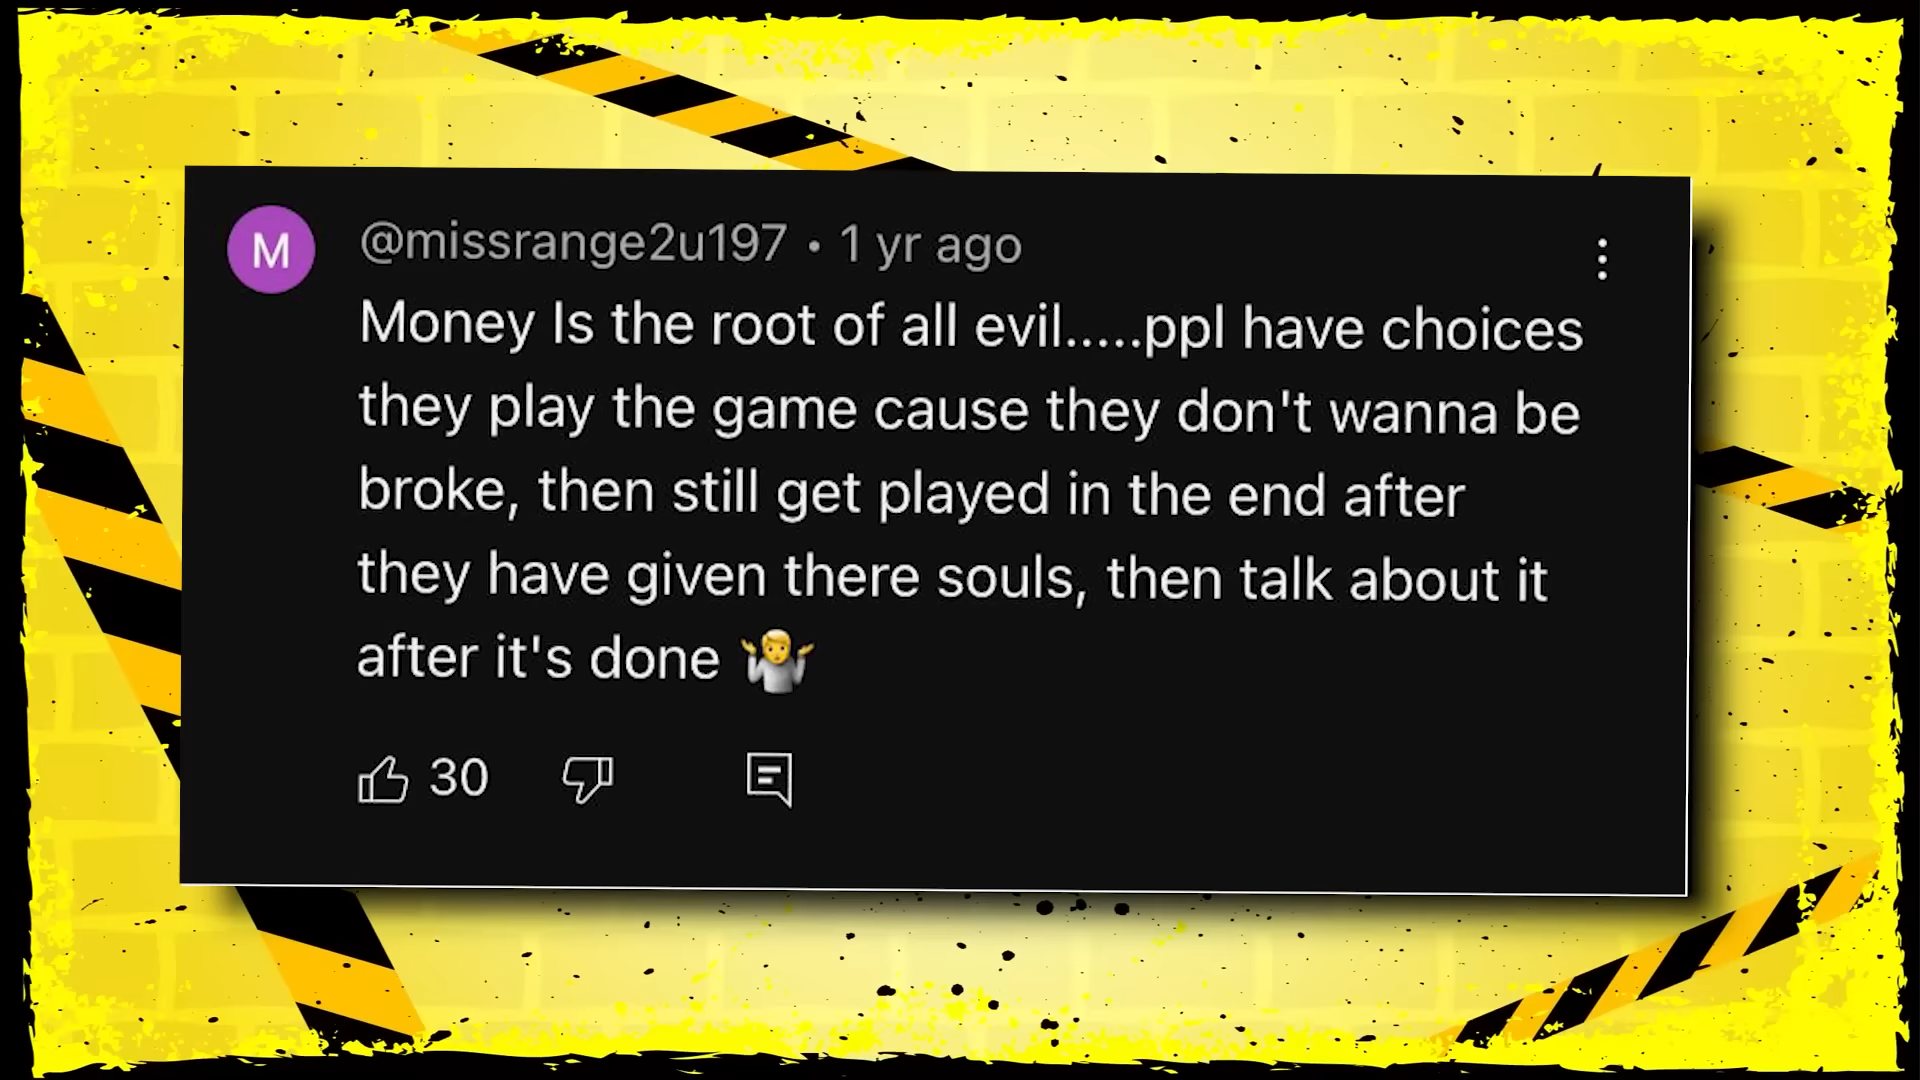 M
@missrange2u197 • 1 yr ago
Money Is the root of all evil.....ppl have choices
they play the game cause they don't wanna be
broke, then still get played in the end after
they have given there souls, then talk about it
after it's done 🤷
30